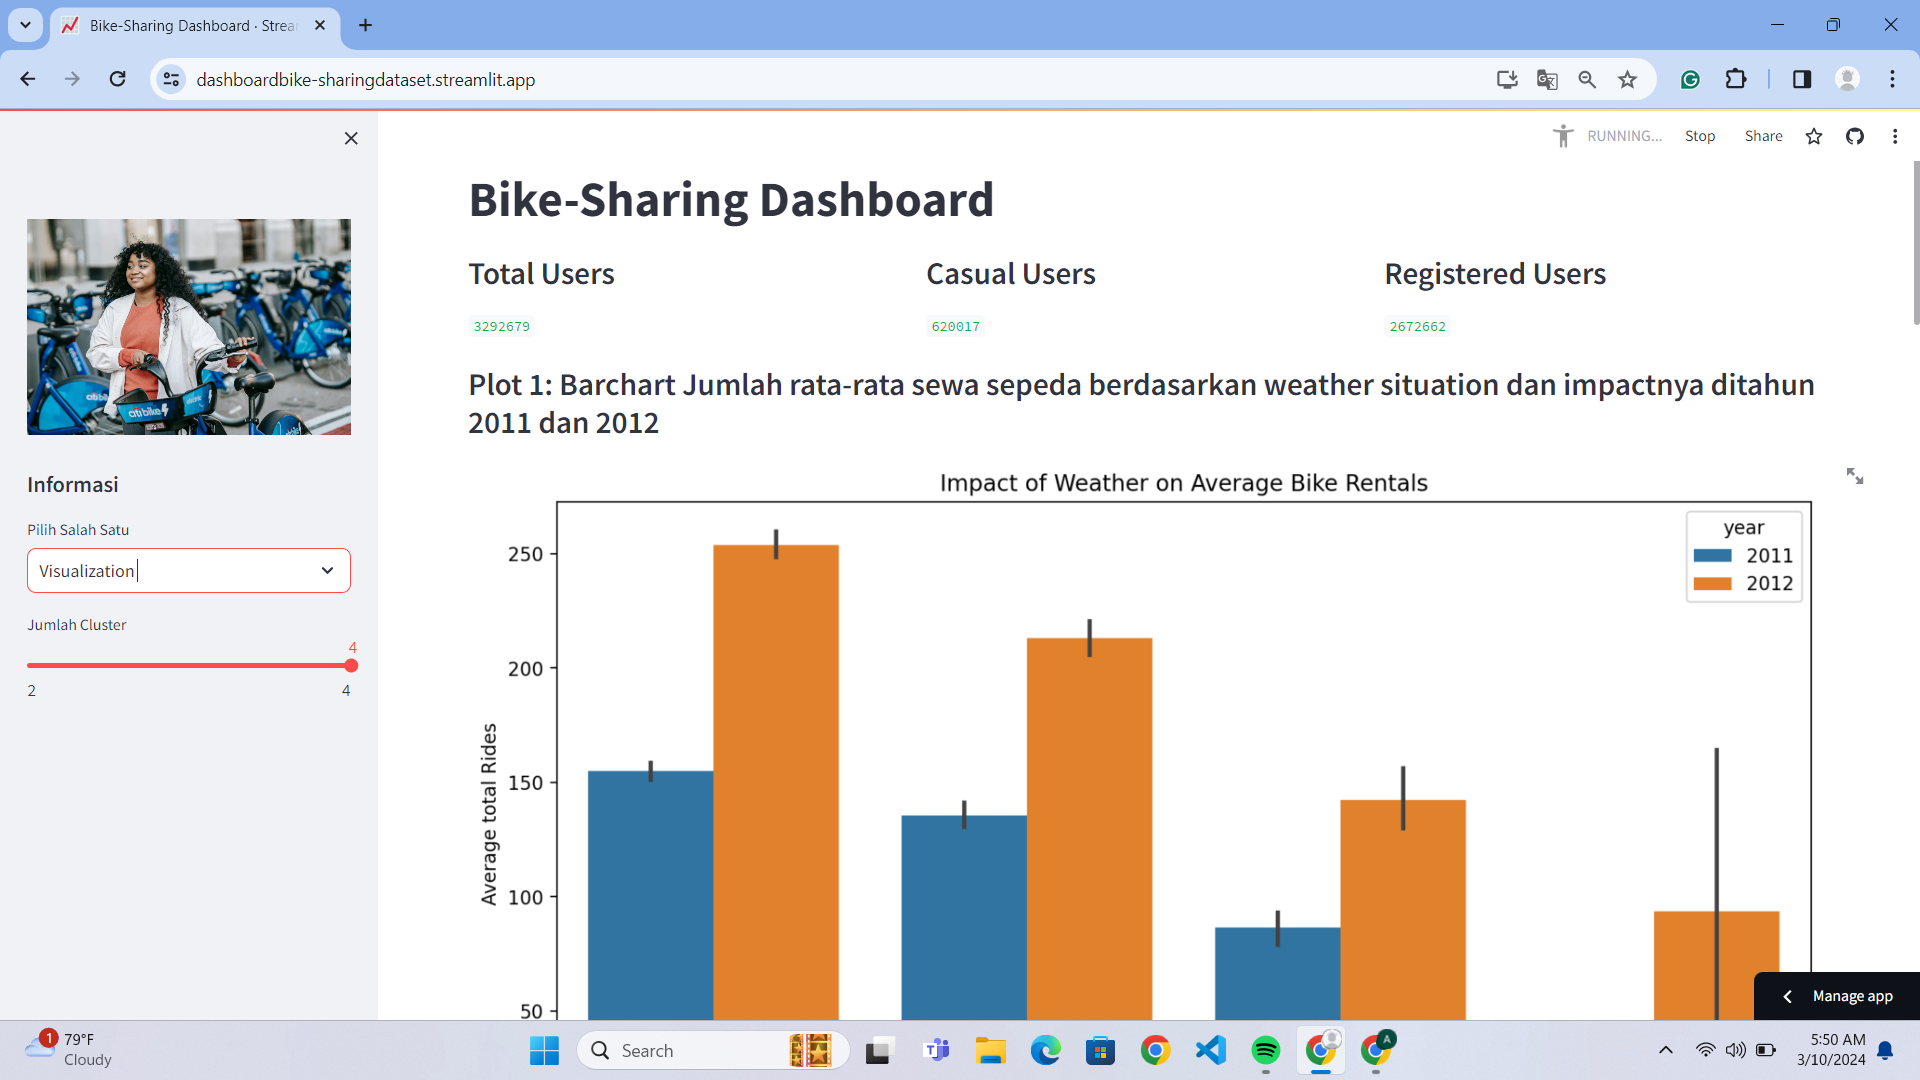 Bike-Sharing Dashboard · Strea
dashboardbike-sharingdataset.streamlit.app
RUNNING...
Stop
Share
Bike-Sharing Dashboard
Total Users
Casual Users
Registered Users
3292679
620017
2672662
Plot 1: Barchart Jumlah rata-rata sewa sepeda berdasarkan weather situation dan impactnya ditahun
2011 dan 2012
citi bike
Informasi
Pilih Salah Satu
Visualization
Jumlah Cluster
4
2
4
Impact of Weather on Average Bike Rentals
year
2011
2012
250
200
150
100
50
Average total Rides
Manage app
1
79°F
Cloudy
Search
A
5:50 AM
3/10/2024